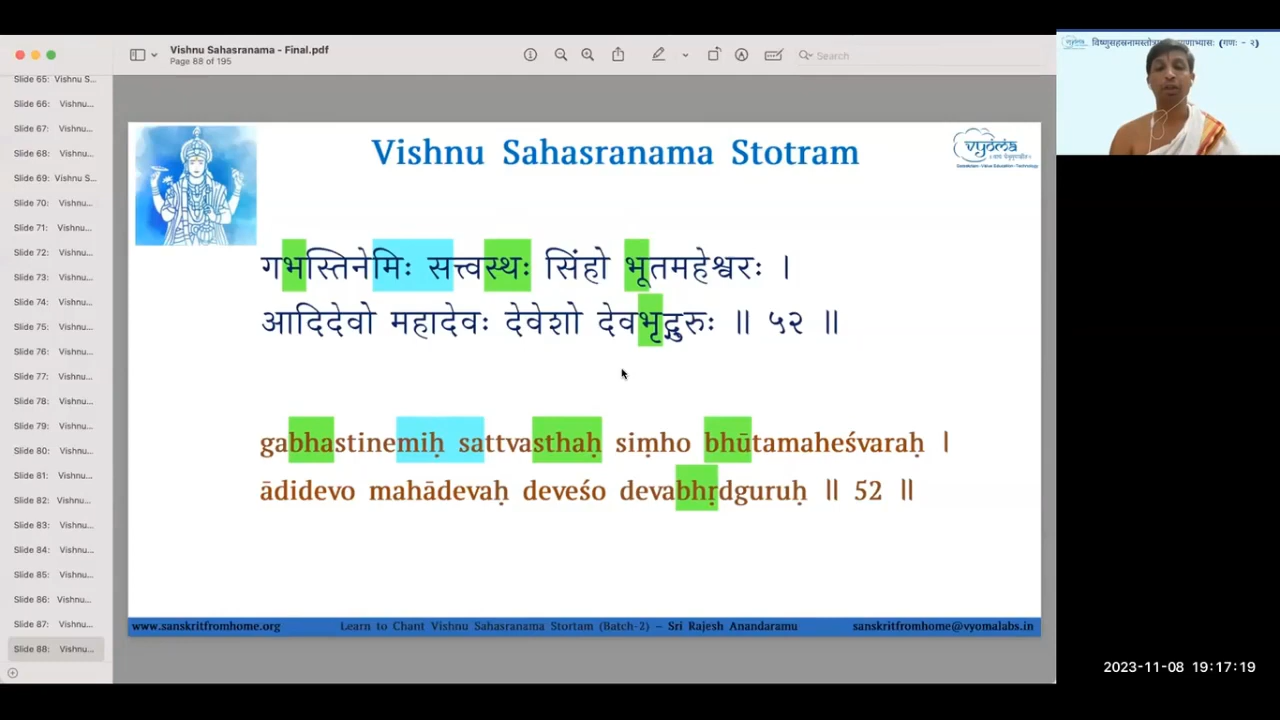 Vishnu Sahasranama - Final.pdf
Page 88 of 195
Search
Slide 65: Vishnu S...
Slide 66: Vishnu...
Slide 67: Vishnu...
Slide 68: Vishnu...
Slide 69: Vishnu S...
Slide 70: Vishnu...
Slide 71: Vishnu...
Slide 72: Vishnu...
Slide 73: Vishnu...
Slide 74: Vishnu...
Slide 75: Vishnu...
Slide 76: Vishnu...
Slide 77: Vishnu...
Slide 78: Vishnu...
Slide 79: Vishnu...
Slide 80: Vishnu...
Slide 81: Vishnu...
Slide 82: Vishnu...
Slide 83: Vishnu...
Slide 84: Vishnu...
Slide 85: Vishnu...
Slide 86: Vishnu...
Slide 87: Vishnu...
Slide 88: Vishnu...
Vishnu Sahasranama Stotram
vyoma
गभस्तिनेमिः सत्त्वस्थः सिंहो भूतमहेश्वरः ।
आदिदेवो महादेवः देवेशो देवभृद्गुरुः ॥ ५२ ॥
gabhastinemiḥ sattvasthaḥ siṃho bhūtamaheśvaraḥ ।
ādidevo mahādevaḥ deveśo devabhṛdguruḥ ॥ 52 ॥
www.sanskritfromhome.org Learn to Chant Vishnu Sahasranama Stortam (Batch-2) – Sri Rajesh Anandaramu sanskritfromhome@vyomalabs.in
(गणः - २)
2023-11-08 19:17:19